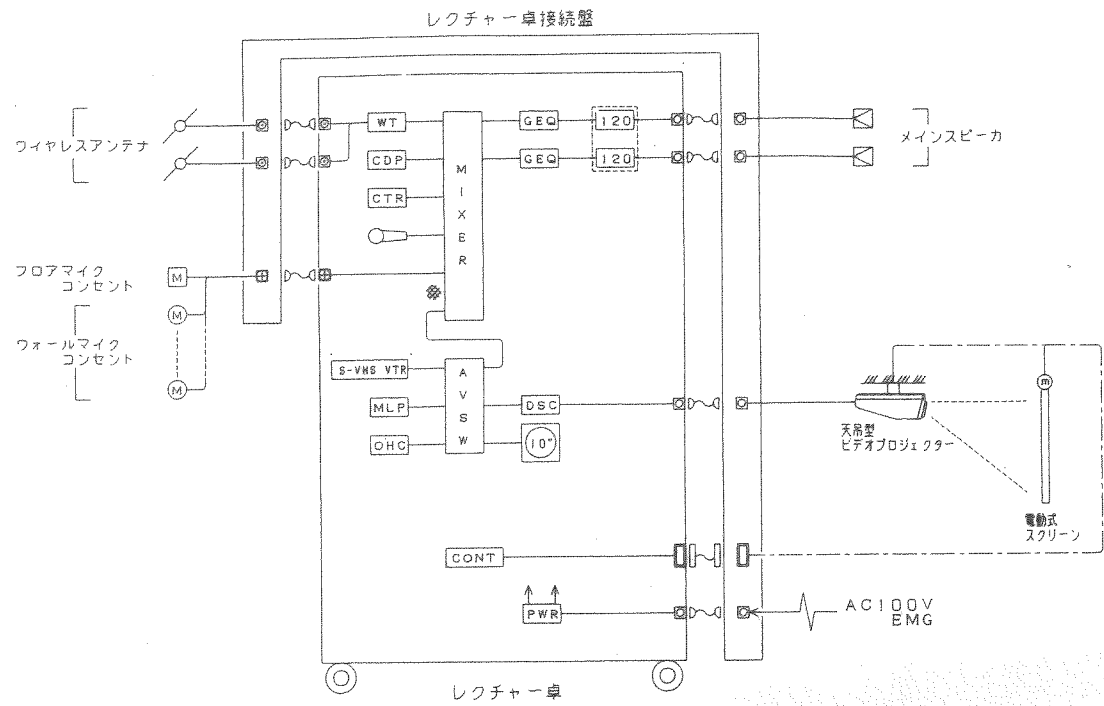 レクチャー卓接続盤
ワイヤレスアンテナ
WT
CDP
CTR
MIXER
GEQ
120
GEQ
120
メインスピーカ
フロアマイク
コンセント
M
ウォールマイク
コンセント
M
M
S-VHS VTR
MLP
OHC
AVSW
DSC
10"
天吊型
ビデオプロジェクター
m
電動式
スクリーン
CONT
PWR
AC100V
EMG
レクチャー卓